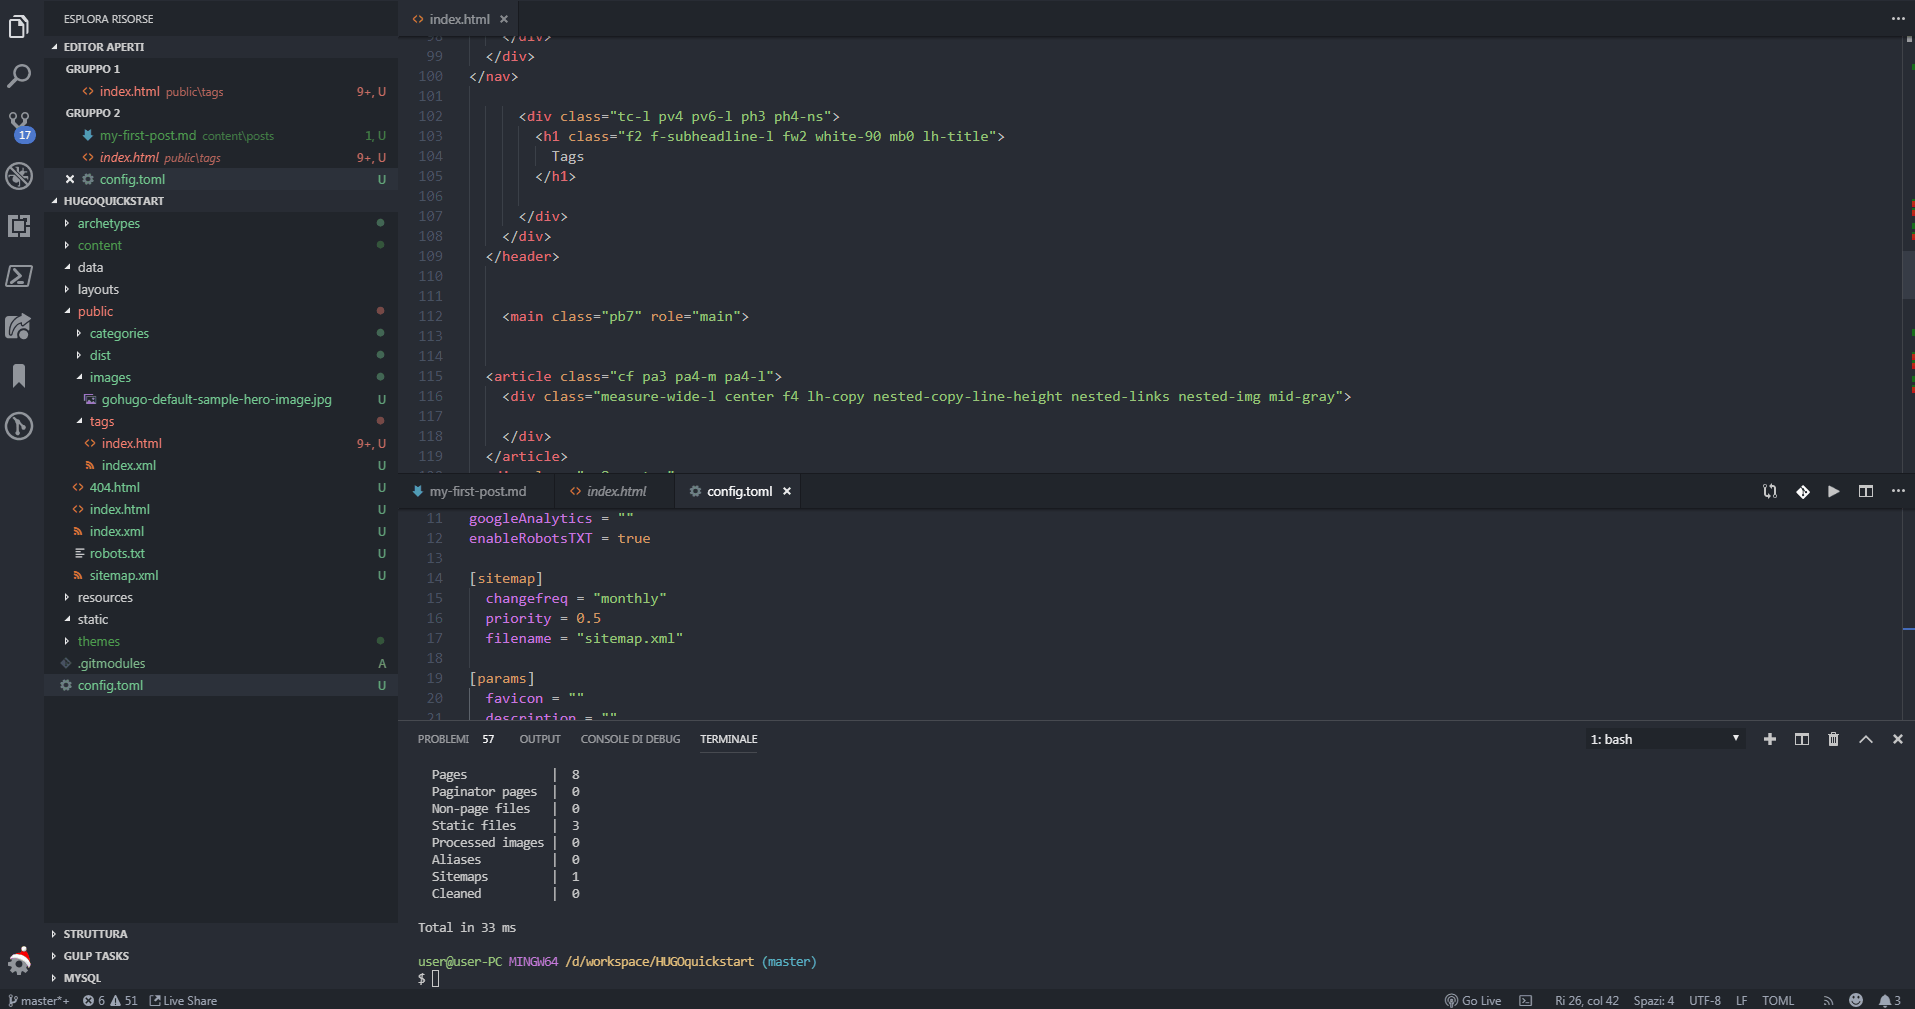 ESPLORA RISORSE
EDITOR APERTI
GRUPPO 1
index.html public\tags 9+, U
GRUPPO 2
my-first-post.md content\posts 1, U
index.html public\tags 9+, U
config.toml U
HUGOQUICKSTART
archetypes
content
data
layouts
public
categories
dist
images
gohugo-default-sample-hero-image.jpg U
tags
index.html 9+, U
index.xml U
404.html U
index.html U
index.xml U
robots.txt U
sitemap.xml U
resources
static
themes
.gitmodules A
config.toml U
STRUTTURA
GULP TASKS
MYSQL
17
index.html
98 </div>
99 </div>
100 </nav>
101
102 <div class="tc-l pv4 pv6-l ph3 ph4-ns">
103 <h1 class="f2 f-subheadline-l fw2 white-90 mb0 lh-title">
104 Tags
105 </h1>
106
107 </div>
108 </div>
109 </header>
110
111
112 <main class="pb7" role="main">
113
114
115 <article class="cf pa3 pa4-m pa4-l">
116 <div class="measure-wide-l center f4 lh-copy nested-copy-line-height nested-links nested-img mid-gray">
117
118 </div>
119 </article>
my-first-post.md index.html config.toml
11 googleAnalytics = ""
12 enableRobotsTXT = true
13
14 [sitemap]
15 changefreq = "monthly"
16 priority = 0.5
17 filename = "sitemap.xml"
18
19 [params]
20 favicon = ""
21 description = ""
PROBLEMI 57 OUTPUT CONSOLE DI DEBUG TERMINALE 1: bash
Pages | 8
Paginator pages | 0
Non-page files | 0
Static files | 3
Processed images | 0
Aliases | 0
Sitemaps | 1
Cleaned | 0
Total in 33 ms
user@user-PC MINGW64 /d/workspace/HUGOquickstart (master)
$
master*+ 6 51 Live Share Go Live Ri 26, col 42 Spazi: 4 UTF-8 LF TOML 3